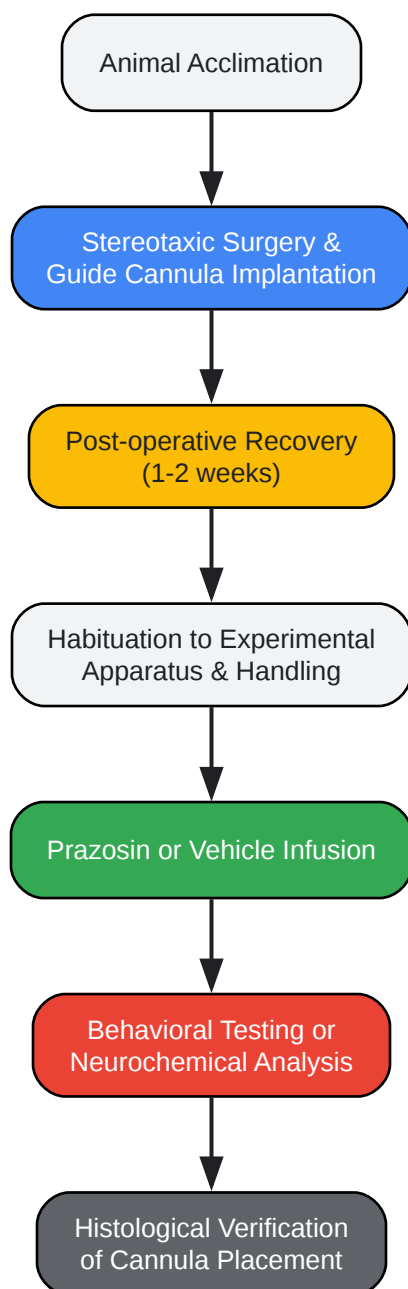 Animal Acclimation
Stereotaxic Surgery &
Guide Cannula Implantation
Post-operative Recovery
(1-2 weeks)
Habituation to Experimental
Apparatus & Handling
Prazosin or Vehicle Infusion
Behavioral Testing or
Neurochemical Analysis
Histological Verification
of Cannula Placement